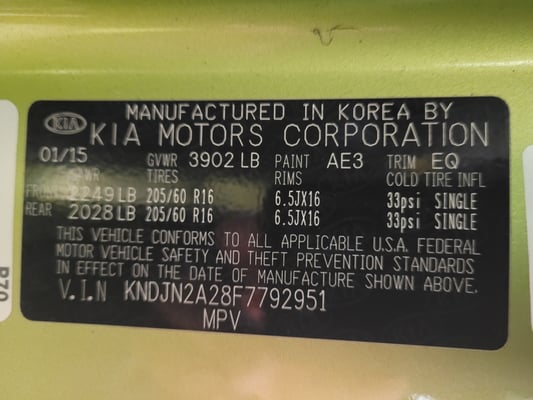 MANUFACTURED IN KOREA BY
KIA KIA MOTORS CORPORATION
01/15 GVWR 3902 LB PAINT AE3 TRIM EQ
GAWR TIRES RIMS COLD TIRE INFL
FRONT 2249 LB 205/60 R16 6.5JX16 33psi SINGLE
REAR 2028 LB 205/60 R16 6.5JX16 33psi SINGLE
THIS VEHICLE CONFORMS TO ALL APPLICABLE U.S.A. FEDERAL
MOTOR VEHICLE SAFETY AND THEFT PREVENTION STANDARDS
IN EFFECT ON THE DATE OF MANUFACTURE SHOWN ABOVE.
V.I.N KNDJN2A28F7792951
MPV